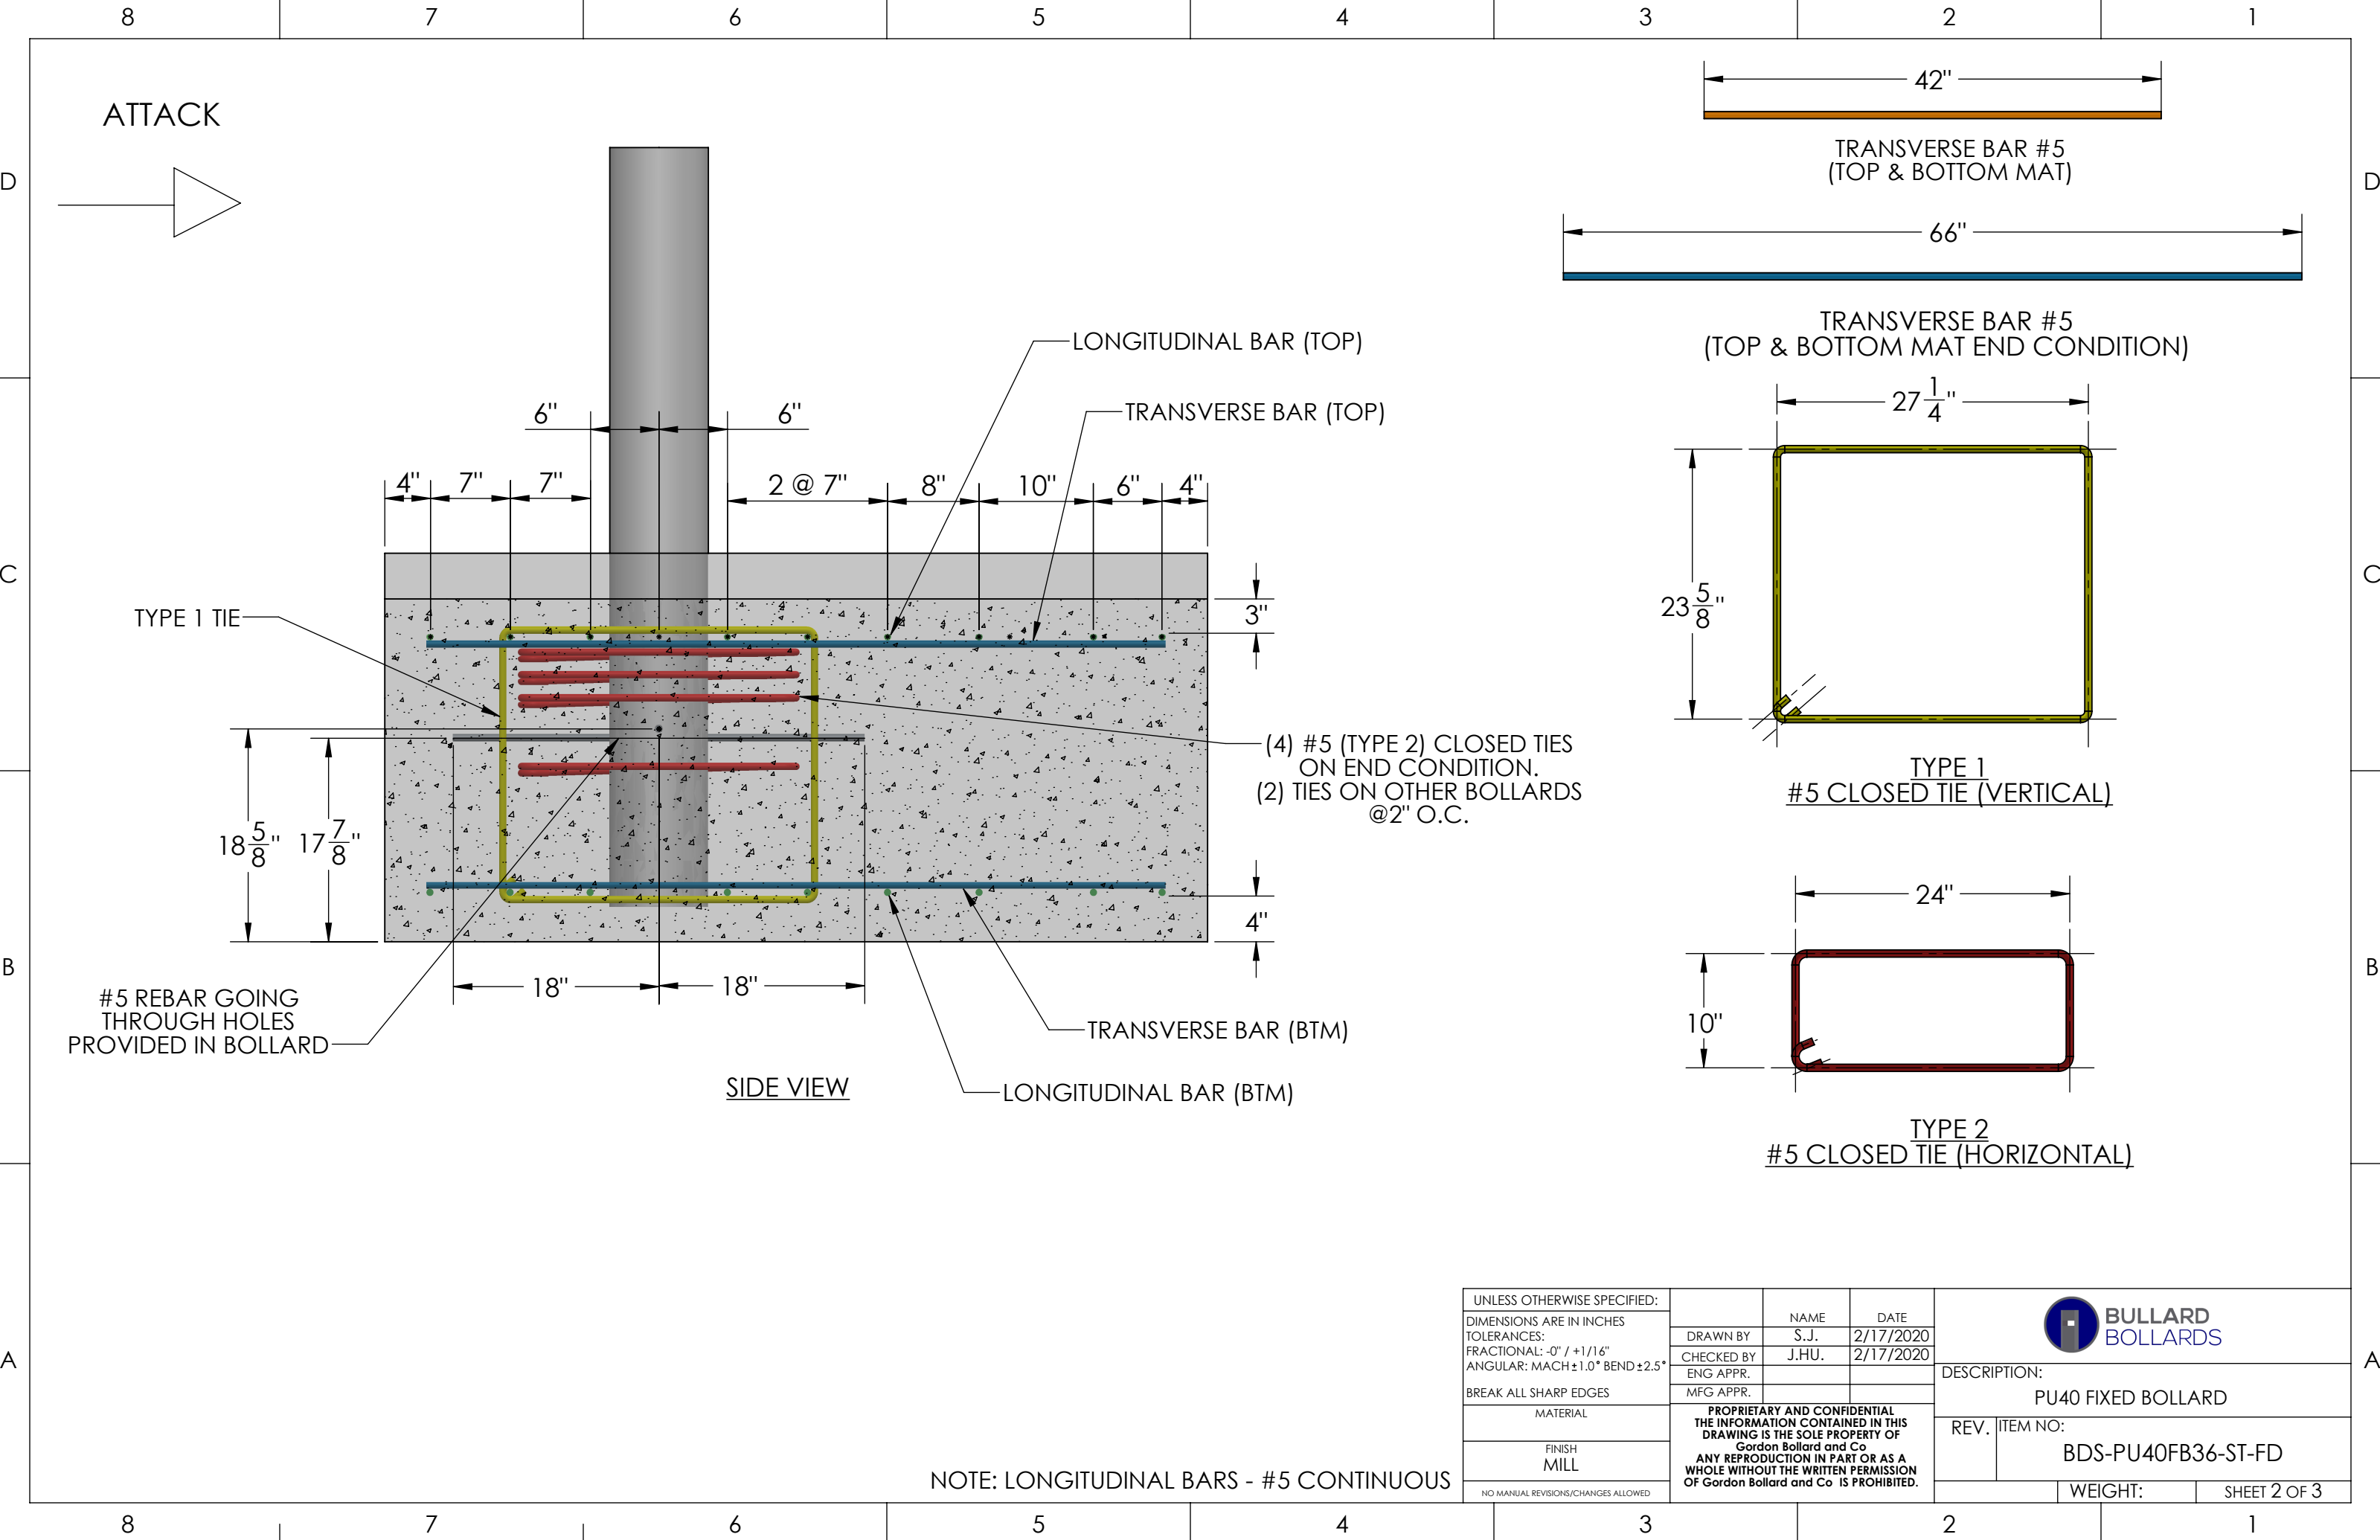 8 7 6 5 4 3 2 1
D D
C C
B B
A A
ATTACK
42"
TRANSVERSE BAR #5
(TOP & BOTTOM MAT)
66"
TRANSVERSE BAR #5
(TOP & BOTTOM MAT END CONDITION)
LONGITUDINAL BAR (TOP)
TRANSVERSE BAR (TOP)
6" 6"
4" 7" 7" 2 @ 7" 8" 10" 6" 4"
TYPE 1 TIE
3"
(4) #5 (TYPE 2) CLOSED TIES
ON END CONDITION.
(2) TIES ON OTHER BOLLARDS
@2" O.C.
18 5/8" 17 7/8"
4"
18" 18"
#5 REBAR GOING
THROUGH HOLES
PROVIDED IN BOLLARD
TRANSVERSE BAR (BTM)
LONGITUDINAL BAR (BTM)
SIDE VIEW
27 1/4"
23 5/8"
TYPE 1
#5 CLOSED TIE (VERTICAL)
24"
10"
TYPE 2
#5 CLOSED TIE (HORIZONTAL)
NOTE: LONGITUDINAL BARS - #5 CONTINUOUS
UNLESS OTHERWISE SPECIFIED:
DIMENSIONS ARE IN INCHES
TOLERANCES:
FRACTIONAL: -0" / +1/16"
ANGULAR: MACH±1.0° BEND±2.5°
BREAK ALL SHARP EDGES
MATERIAL
FINISH
MILL
NO MANUAL REVISIONS/CHANGES ALLOWED
NAME DATE
DRAWN BY S.J. 2/17/2020
CHECKED BY J.HU. 2/17/2020
ENG APPR.
MFG APPR.
PROPRIETARY AND CONFIDENTIAL
THE INFORMATION CONTAINED IN THIS
DRAWING IS THE SOLE PROPERTY OF
Gordon Bollard and Co
ANY REPRODUCTION IN PART OR AS A
WHOLE WITHOUT THE WRITTEN PERMISSION
OF Gordon Bollard and Co IS PROHIBITED.
BULLARD
BOLLARDS
DESCRIPTION:
PU40 FIXED BOLLARD
REV. ITEM NO:
BDS-PU40FB36-ST-FD
WEIGHT: SHEET 2 OF 3
8 7 6 5 4 3 2 1